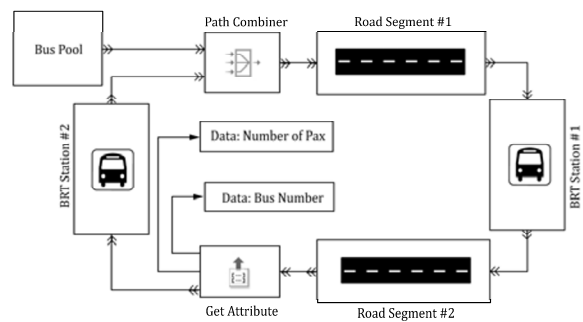 Path Combiner
Road Segment #1
Bus Pool
BRT Station #2
Data: Number of Pax
BRT Station #1
Data: Bus Number
Get Attribute
Road Segment #2